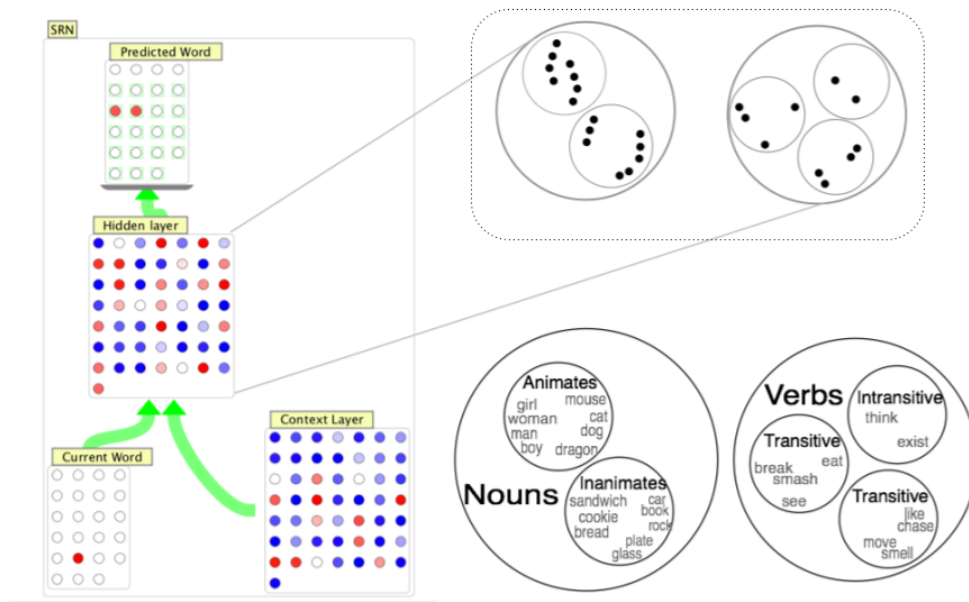 SRN
Predicted Word
Hidden layer
Current Word
Context Layer
Nouns
Animates
girl mouse
woman cat
man dog
boy dragon
Inanimates
sandwich car
cookie book
bread rock
plate
glass
Verbs
Intransitive
think
exist
Transitive
break eat
smash
see
Transitive
like
chase
move
smell